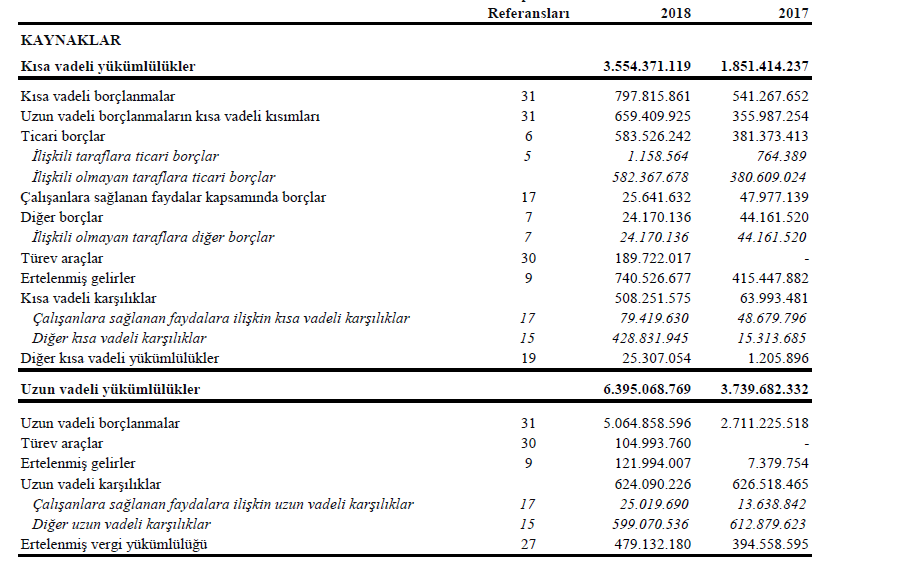 Referansları 2018 2017
KAYNAKLAR
Kısa vadeli yükümlülükler 3.554.371.119 1.851.414.237
Kısa vadeli borçlanmalar 31 797.815.861 541.267.652
Uzun vadeli borçlanmaların kısa vadeli kısımları 31 659.409.925 355.987.254
Ticari borçlar 6 583.526.242 381.373.413
İlişkili taraflara ticari borçlar 5 1.158.564 764.389
İlişkili olmayan taraflara ticari borçlar 582.367.678 380.609.024
Çalışanlara sağlanan faydalar kapsamında borçlar 17 25.641.632 47.977.139
Diğer borçlar 7 24.170.136 44.161.520
İlişkili olmayan taraflara diğer borçlar 7 24.170.136 44.161.520
Türev araçlar 30 189.722.017 -
Ertelenmiş gelirler 9 740.526.677 415.447.882
Kısa vadeli karşılıklar 508.251.575 63.993.481
Çalışanlara sağlanan faydalara ilişkin kısa vadeli karşılıklar 17 79.419.630 48.679.796
Diğer kısa vadeli karşılıklar 15 428.831.945 15.313.685
Diğer kısa vadeli yükümlülükler 19 25.307.054 1.205.896
Uzun vadeli yükümlülükler 6.395.068.769 3.739.682.332
Uzun vadeli borçlanmalar 31 5.064.858.596 2.711.225.518
Türev araçlar 30 104.993.760 -
Ertelenmiş gelirler 9 121.994.007 7.379.754
Uzun vadeli karşılıklar 624.090.226 626.518.465
Çalışanlara sağlanan faydalara ilişkin uzun vadeli karşılıklar 17 25.019.690 13.638.842
Diğer uzun vadeli karşılıklar 15 599.070.536 612.879.623
Ertelenmiş vergi yükümlülüğü 27 479.132.180 394.558.595